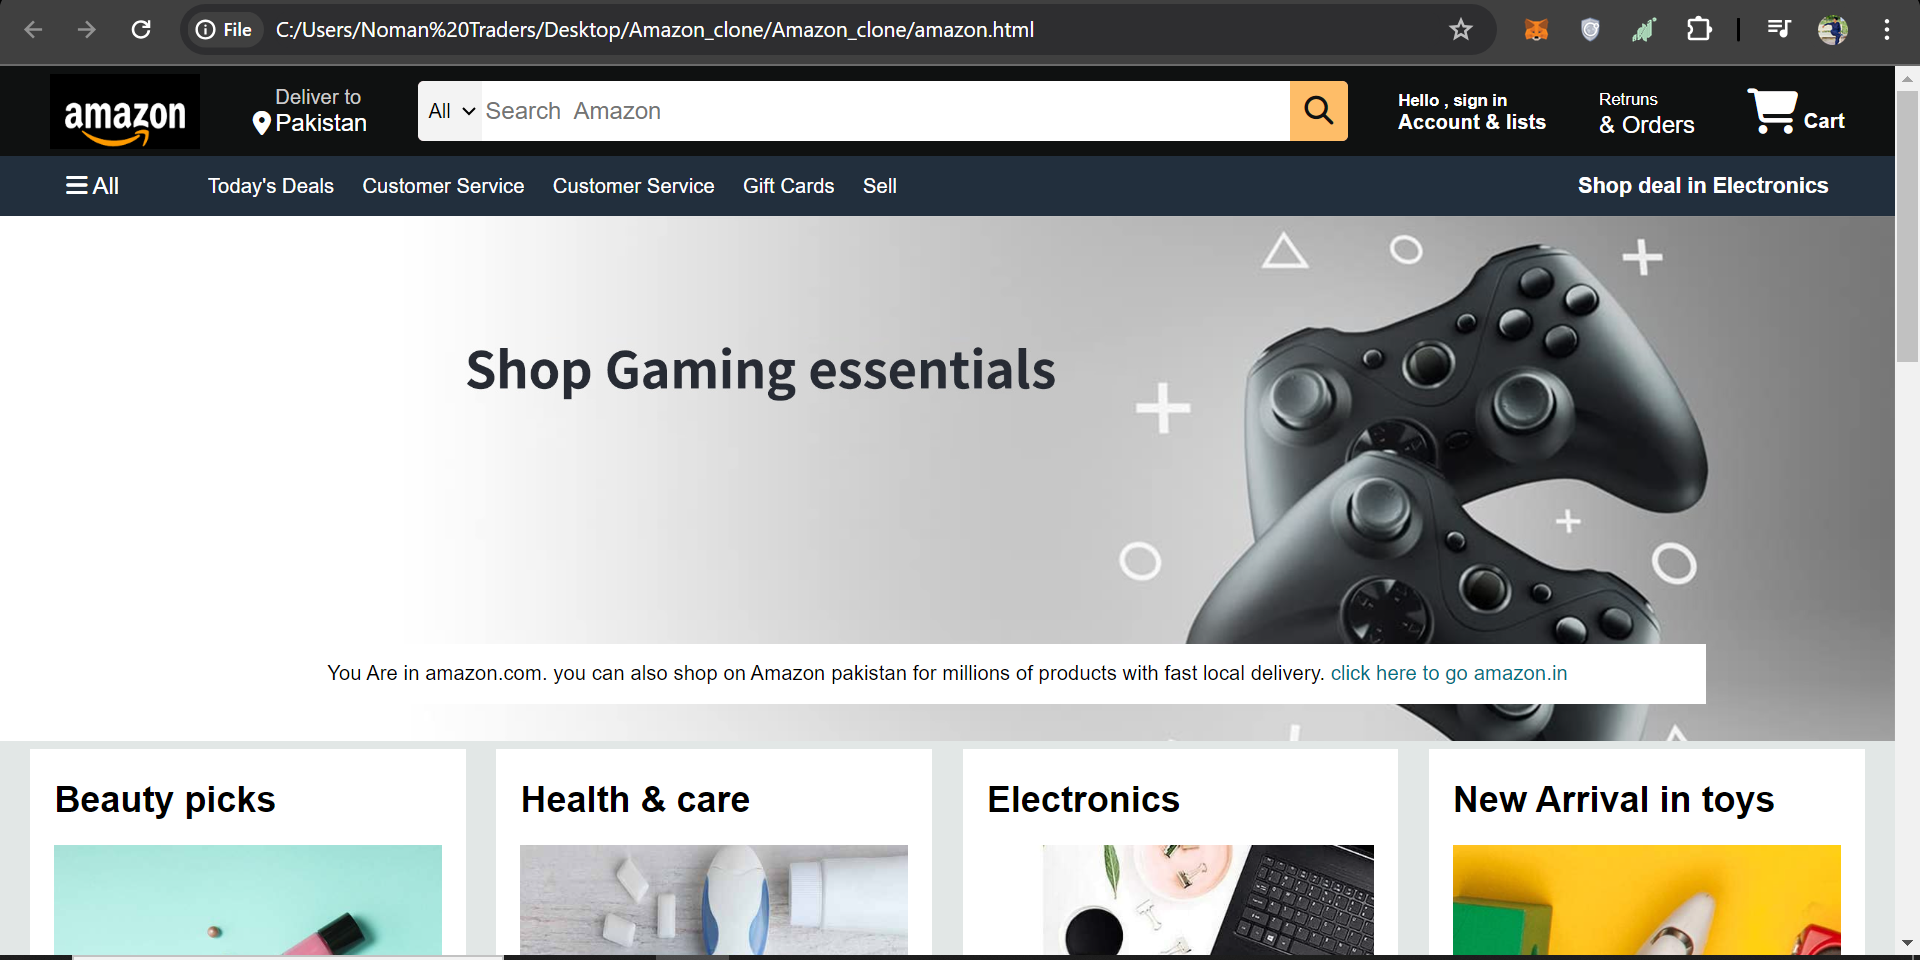 File C:/Users/Noman%20Traders/Desktop/Amazon_clone/Amazon_clone/amazon.html
amazon
Deliver to
Pakistan
All
Search Amazon
Hello , sign in
Account & lists
Retruns
& Orders
Cart
All
Today's Deals
Customer Service
Customer Service
Gift Cards
Sell
Shop deal in Electronics
Shop Gaming essentials
You Are in amazon.com. you can also shop on Amazon pakistan for millions of products with fast local delivery. click here to go amazon.in
Beauty picks
Health & care
Electronics
New Arrival in toys